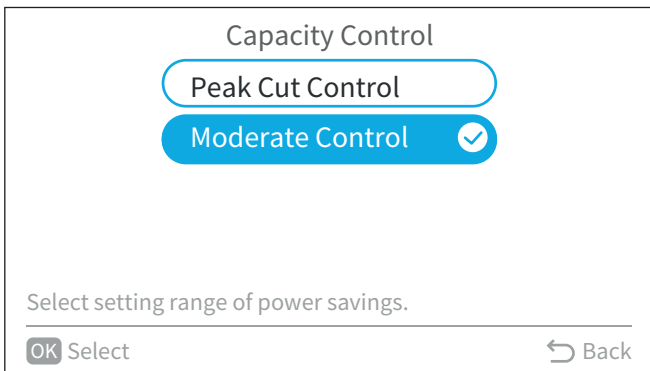 Capacity Control
Peak Cut Control
Moderate Control
Select setting range of power savings.
OK Select
Back